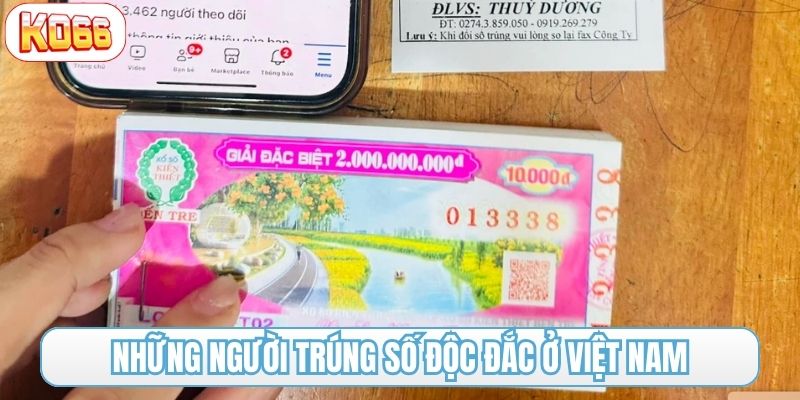 KO66
3.462 người theo dõi
Trang chủ
Video
9+
Bạn bè
Marketplace
2
Thông báo
Menu
ĐLVS: THUỲ DƯƠNG
ĐT: 0274.3.859.050 - 0919.269.279
Lưu ý: Khi đổi số trúng vui lòng so lại fax Công Ty
GIẢI ĐẶC BIỆT 2.000.000.000đ
XỔ SỐ
KIẾN
THIẾT
10.000đ
013338
T02
NHỮNG NGƯỜI TRÚNG SỐ ĐỘC ĐẮC Ở VIỆT NAM